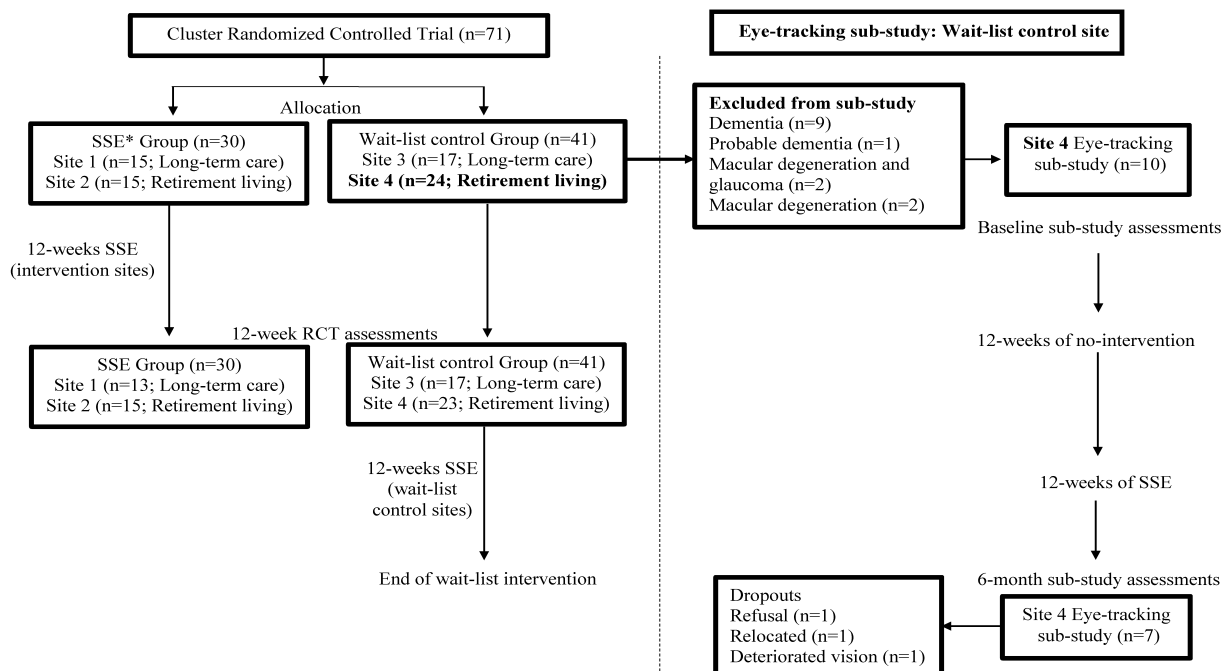 Cluster Randomized Controlled Trial (n=71)
Allocation
SSE* Group (n=30)
Site 1 (n=15; Long-term care)
Site 2 (n=15; Retirement living)
Wait-list control Group (n=41)
Site 3 (n=17; Long-term care)
Site 4 (n=24; Retirement living)
12-weeks SSE
(intervention sites)
12-week RCT assessments
SSE Group (n=30)
Site 1 (n=13; Long-term care)
Site 2 (n=15; Retirement living)
Wait-list control Group (n=41)
Site 3 (n=17; Long-term care)
Site 4 (n=23; Retirement living)
12-weeks SSE
(wait-list
control sites)
End of wait-list intervention
Eye-tracking sub-study: Wait-list control site
Excluded from sub-study
Dementia (n=9)
Probable dementia (n=1)
Macular degeneration and
glaucoma (n=2)
Macular degeneration (n=2)
Site 4 Eye-tracking
sub-study (n=10)
Baseline sub-study assessments
12-weeks of no-intervention
12-weeks of SSE
6-month sub-study assessments
Site 4 Eye-tracking
sub-study (n=7)
Dropouts
Refusal (n=1)
Relocated (n=1)
Deteriorated vision (n=1)